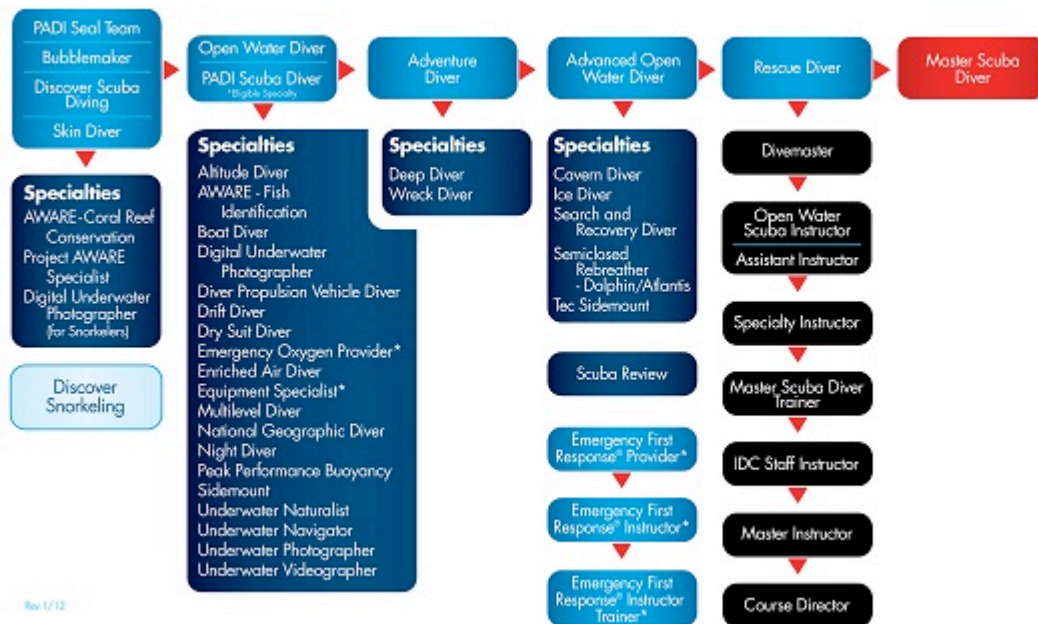 PADI Seal Team
Bubblemaker
Discover Scuba
Diving
Skin Diver
Specialties
AWARE-Coral Reef
Conservation
Project AWARE
Specialist
Digital Underwater
Photographer
(for Snorkelers)
Discover
Snorkeling
Open Water Diver
PADI Scuba Diver
*Eligible Specialty
Specialties
Altitude Diver
AWARE - Fish
Identification
Boat Diver
Digital Underwater
Photographer
Diver Propulsion Vehicle Diver
Drift Diver
Dry Suit Diver
Emergency Oxygen Provider*
Enriched Air Diver
Equipment Specialist*
Multilevel Diver
National Geographic Diver
Night Diver
Peak Performance Buoyancy
Sidemount
Underwater Naturalist
Underwater Navigator
Underwater Photographer
Underwater Videographer
Adventure
Diver
Specialties
Deep Diver
Wreck Diver
Advanced Open
Water Diver
Specialties
Cavern Diver
Ice Diver
Search and
Recovery Diver
Semiclosed
Rebreather
- Dolphin/Atlantis
Tec Sidemount
Scuba Review
Emergency First
Response® Provider*
Emergency First
Response® Instructor*
Emergency First
Response® Instructor
Trainer*
Rescue Diver
Divemaster
Open Water
Scuba Instructor
Assistant Instructor
Specialty Instructor
Master Scuba Diver
Trainer
IDC Staff Instructor
Master Instructor
Course Director
Master Scuba
Diver
Rev.1/12